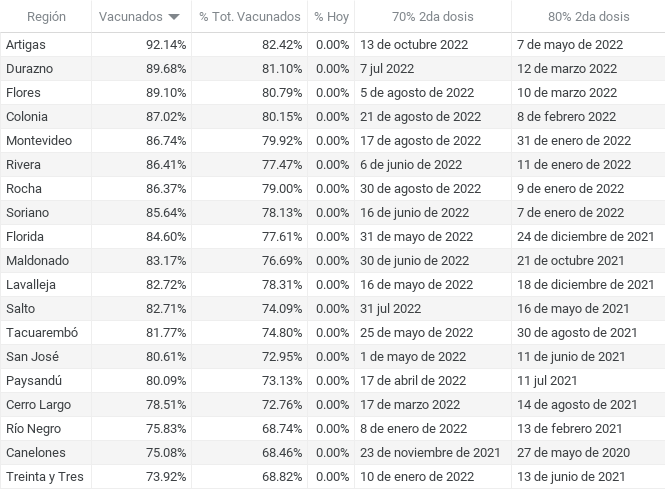 Región Vacunados % Tot. Vacunados % Hoy 70% 2da dosis 80% 2da dosis
Artigas 92.14% 82.42% 0.00% 13 de octubre 2022 7 de mayo de 2022
Durazno 89.68% 81.10% 0.00% 7 jul 2022 12 de marzo 2022
Flores 89.10% 80.79% 0.00% 5 de agosto de 2022 10 de marzo 2022
Colonia 87.02% 80.15% 0.00% 21 de agosto de 2022 8 de febrero 2022
Montevideo 86.74% 79.92% 0.00% 17 de agosto de 2022 31 de enero de 2022
Rivera 86.41% 77.47% 0.00% 6 de junio de 2022 11 de enero de 2022
Rocha 86.37% 79.00% 0.00% 30 de agosto de 2022 9 de enero de 2022
Soriano 85.64% 78.13% 0.00% 16 de junio de 2022 7 de enero de 2022
Florida 84.60% 77.61% 0.00% 31 de mayo de 2022 24 de diciembre de 2021
Maldonado 83.17% 76.69% 0.00% 30 de junio de 2022 21 de octubre 2021
Lavalleja 82.72% 78.31% 0.00% 16 de mayo de 2022 18 de diciembre de 2021
Salto 82.71% 74.09% 0.00% 31 jul 2022 16 de mayo de 2021
Tacuarembó 81.77% 74.80% 0.00% 25 de mayo de 2022 30 de agosto de 2021
San José 80.61% 72.95% 0.00% 1 de mayo de 2022 11 de junio de 2021
Paysandú 80.09% 73.13% 0.00% 17 de abril de 2022 11 jul 2021
Cerro Largo 78.51% 72.76% 0.00% 17 de marzo 2022 14 de agosto de 2021
Río Negro 75.83% 68.74% 0.00% 8 de enero de 2022 13 de febrero 2021
Canelones 75.08% 68.46% 0.00% 23 de noviembre de 2021 27 de mayo de 2020
Treinta y Tres 73.92% 68.82% 0.00% 10 de enero de 2022 13 de junio de 2021